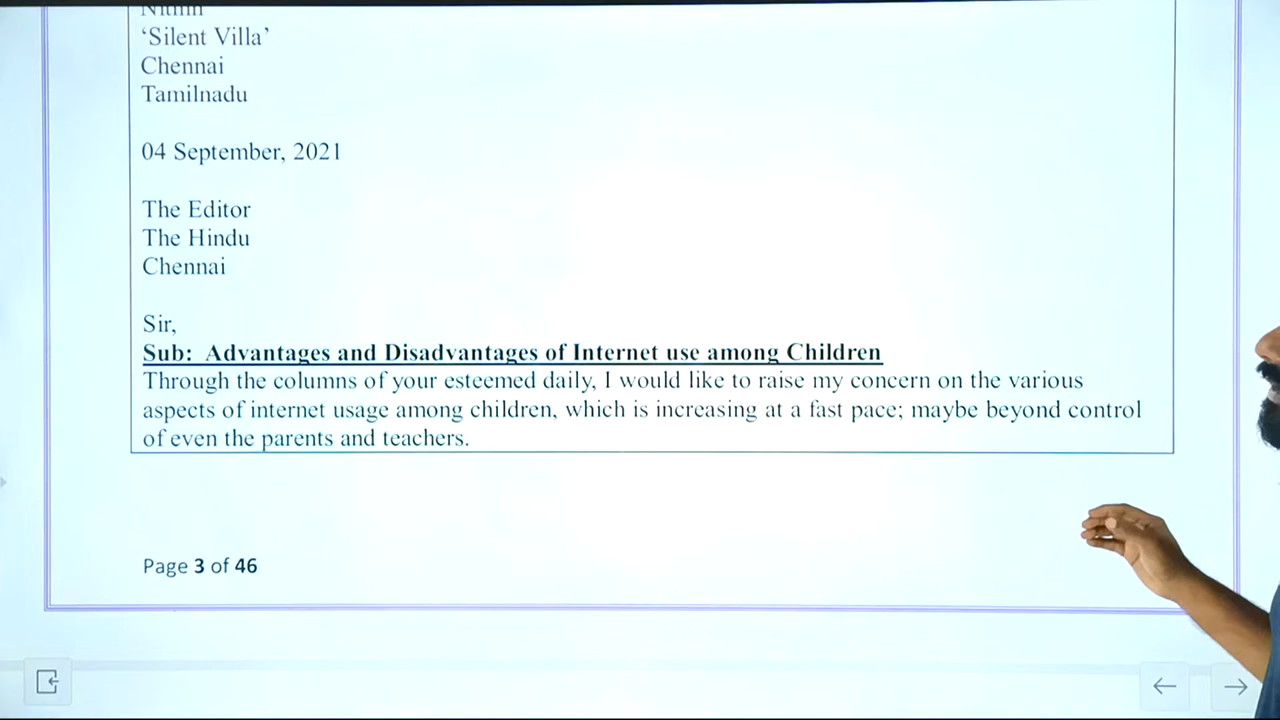 Nithin
‘Silent Villa’
Chennai
Tamilnadu
04 September, 2021
The Editor
The Hindu
Chennai
Sir,
Sub: Advantages and Disadvantages of Internet use among Children
Through the columns of your esteemed daily, I would like to raise my concern on the various
aspects of internet usage among children, which is increasing at a fast pace; maybe beyond control
of even the parents and teachers.
Page 3 of 46